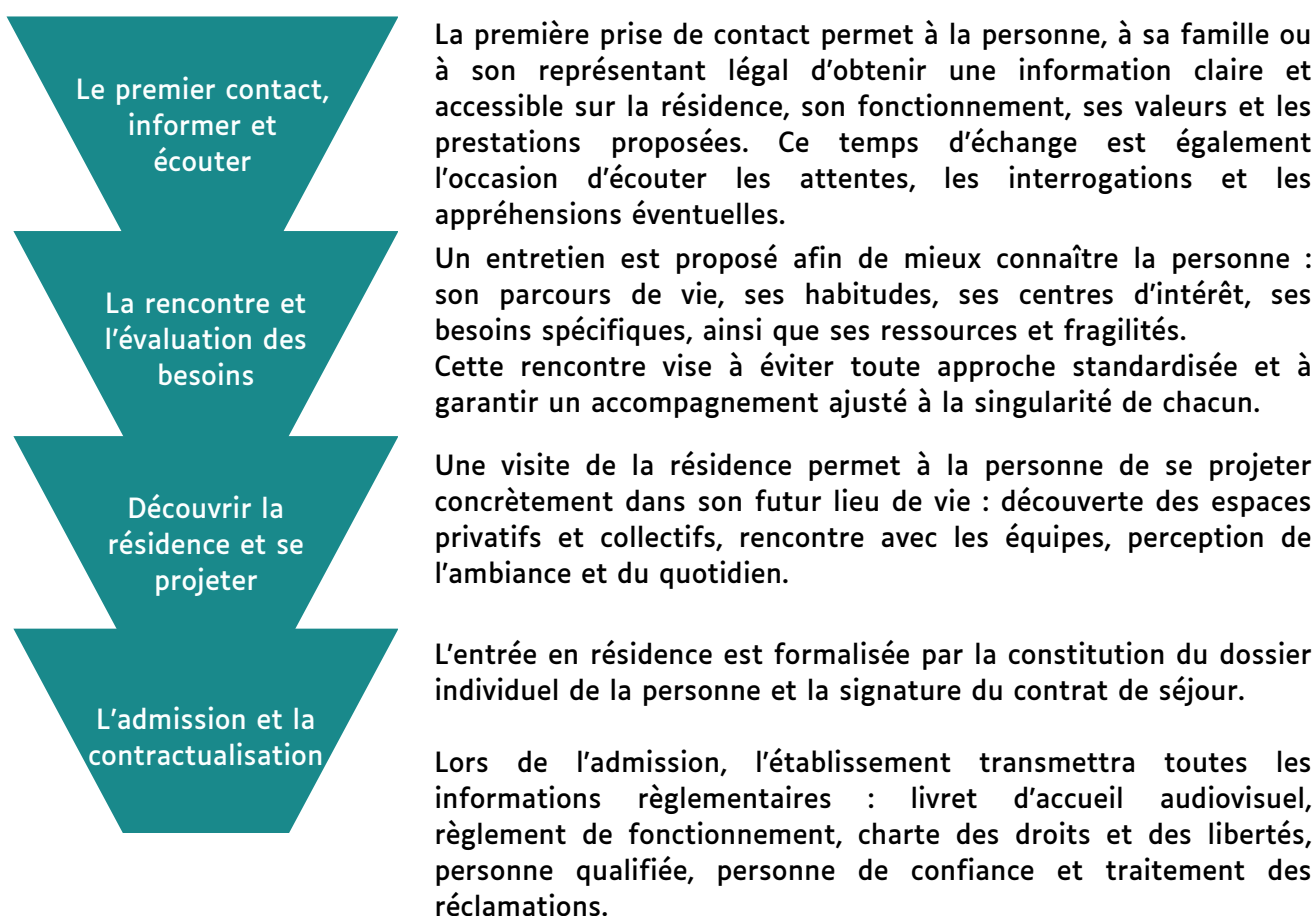 Le premier contact,
informer et
écouter
La première prise de contact permet à la personne, à sa famille ou
à son représentant légal d'obtenir une information claire et
accessible sur la résidence, son fonctionnement, ses valeurs et les
prestations proposées. Ce temps d'échange est également
l'occasion d'écouter les attentes, les interrogations et les
appréhensions éventuelles.
La rencontre et
l'évaluation des
besoins
Un entretien est proposé afin de mieux connaître la personne :
son parcours de vie, ses habitudes, ses centres d'intérêt, ses
besoins spécifiques, ainsi que ses ressources et fragilités.
Cette rencontre vise à éviter toute approche standardisée et à
garantir un accompagnement ajusté à la singularité de chacun.
Découvrir la
résidence et se
projeter
Une visite de la résidence permet à la personne de se projeter
concrètement dans son futur lieu de vie : découverte des espaces
privatifs et collectifs, rencontre avec les équipes, perception de
l'ambiance et du quotidien.
L'admission et la
contractualisation
L'entrée en résidence est formalisée par la constitution du dossier
individuel de la personne et la signature du contrat de séjour.
Lors de l'admission, l'établissement transmettra toutes les
informations règlementaires : livret d'accueil audiovisuel,
règlement de fonctionnement, charte des droits et des libertés,
personne qualifiée, personne de confiance et traitement des
réclamations.